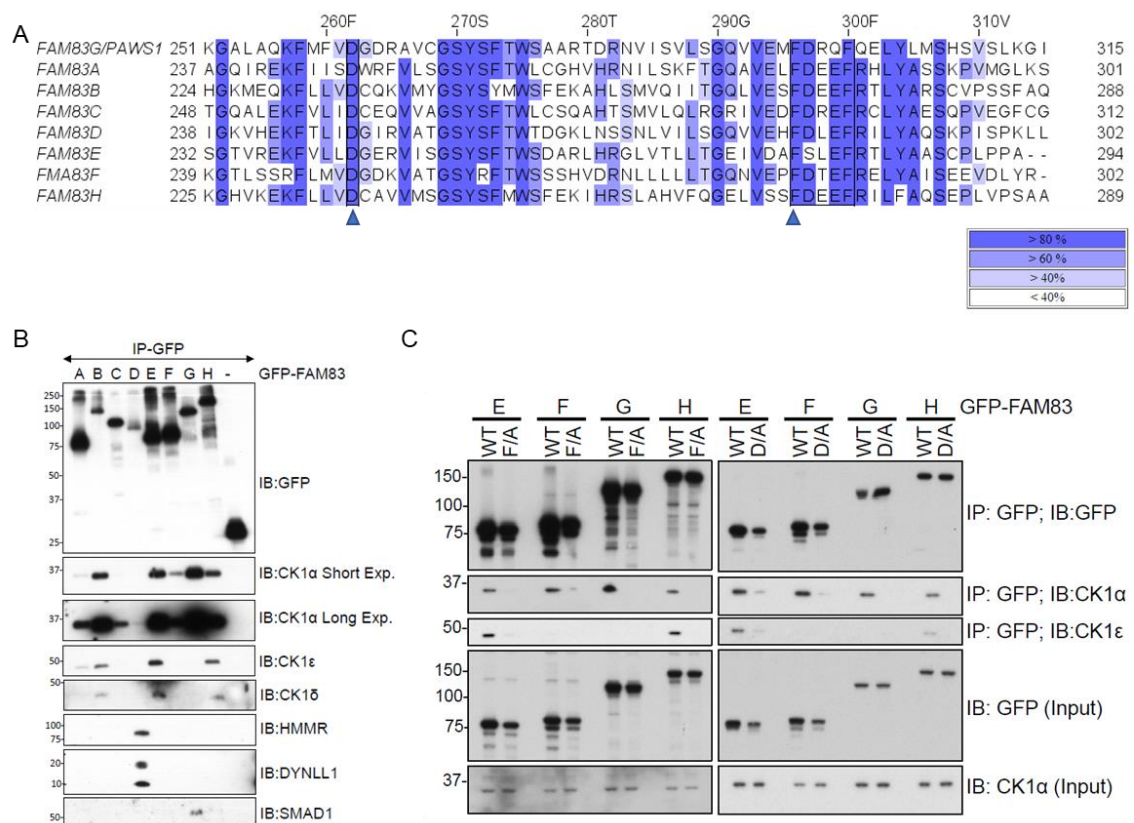 A
260F 270S 280T 290G 300F 310V
FAM83G/PAWS1 251 KGALAQKFMFVDGDRAVCGSYSFTWSAARTDRNVISVLSGQVVEMFDRQFQELYLMSHSVSLKGI 315
FAM83A 237 AGQIREKFIISDWRFVLSGSYSFTWLCGHVHRNILSKFTGQAVELFDEEFRHLYASSKPVMGLKS 301
FAM83B 224 HGKMEQKFLLVDCQKVMYGSYSYMWSFEKAHLSMVQIITGQLVESFDEEFRTLYARSCVPSSFAQ 288
FAM83C 248 TGQALEKFVLIDCEQVVAGSYSFTWLCSQAHTSMVLQLRGRIVEDFDREFRCLYAESQPVEGFCG 312
FAM83D 238 IGKVHEKFTLIDGIRVATGSYSFTWTDGKLNSSNLVILSGQVVEHFDLEFRILYAQSKPISPKLL 302
FAM83E 232 SGTVREKFVLLDGERVISGSYSFTWSDARLHRGLVTLLTGEIVDAFSLEFRTLYAASCPLPPA-- 294
FMA83F 239 KGTLSSRFLMVDGDKVATGSYRFTWSSSHVDRNLLLLLTGQNVEPFDTEFRELYAISEEVDLYR- 302
FAM83H 225 GHVKEKFLLVDCAVVMSGSYSFMWSFEKIHRSLAHVFQGELVSSFDEEFRILFAQSEPLVPSAA 289
> 80 %
> 60 %
> 40%
< 40%
B
IP-GFP
A B C D E F G H - GFP-FAM83
250
150
100
75
50
37
25
IB:GFP
37
IB:CK1α Short Exp.
37
IB:CK1α Long Exp.
50
IB:CK1ε
50
IB:CK1δ
100
75
IB:HMMR
20
10
IB:DYNLL1
IB:SMAD1
50
C
E F G H E F G H GFP-FAM83
WT F/A WT F/A WT F/A WT F/A WT D/A WT D/A WT D/A WT D/A
150
100
75
IP: GFP; IB:GFP
37
IP: GFP; IB:CK1α
50
IP: GFP; IB:CK1ε
150
100
75
IB: GFP (Input)
37
IB: CK1α (Input)